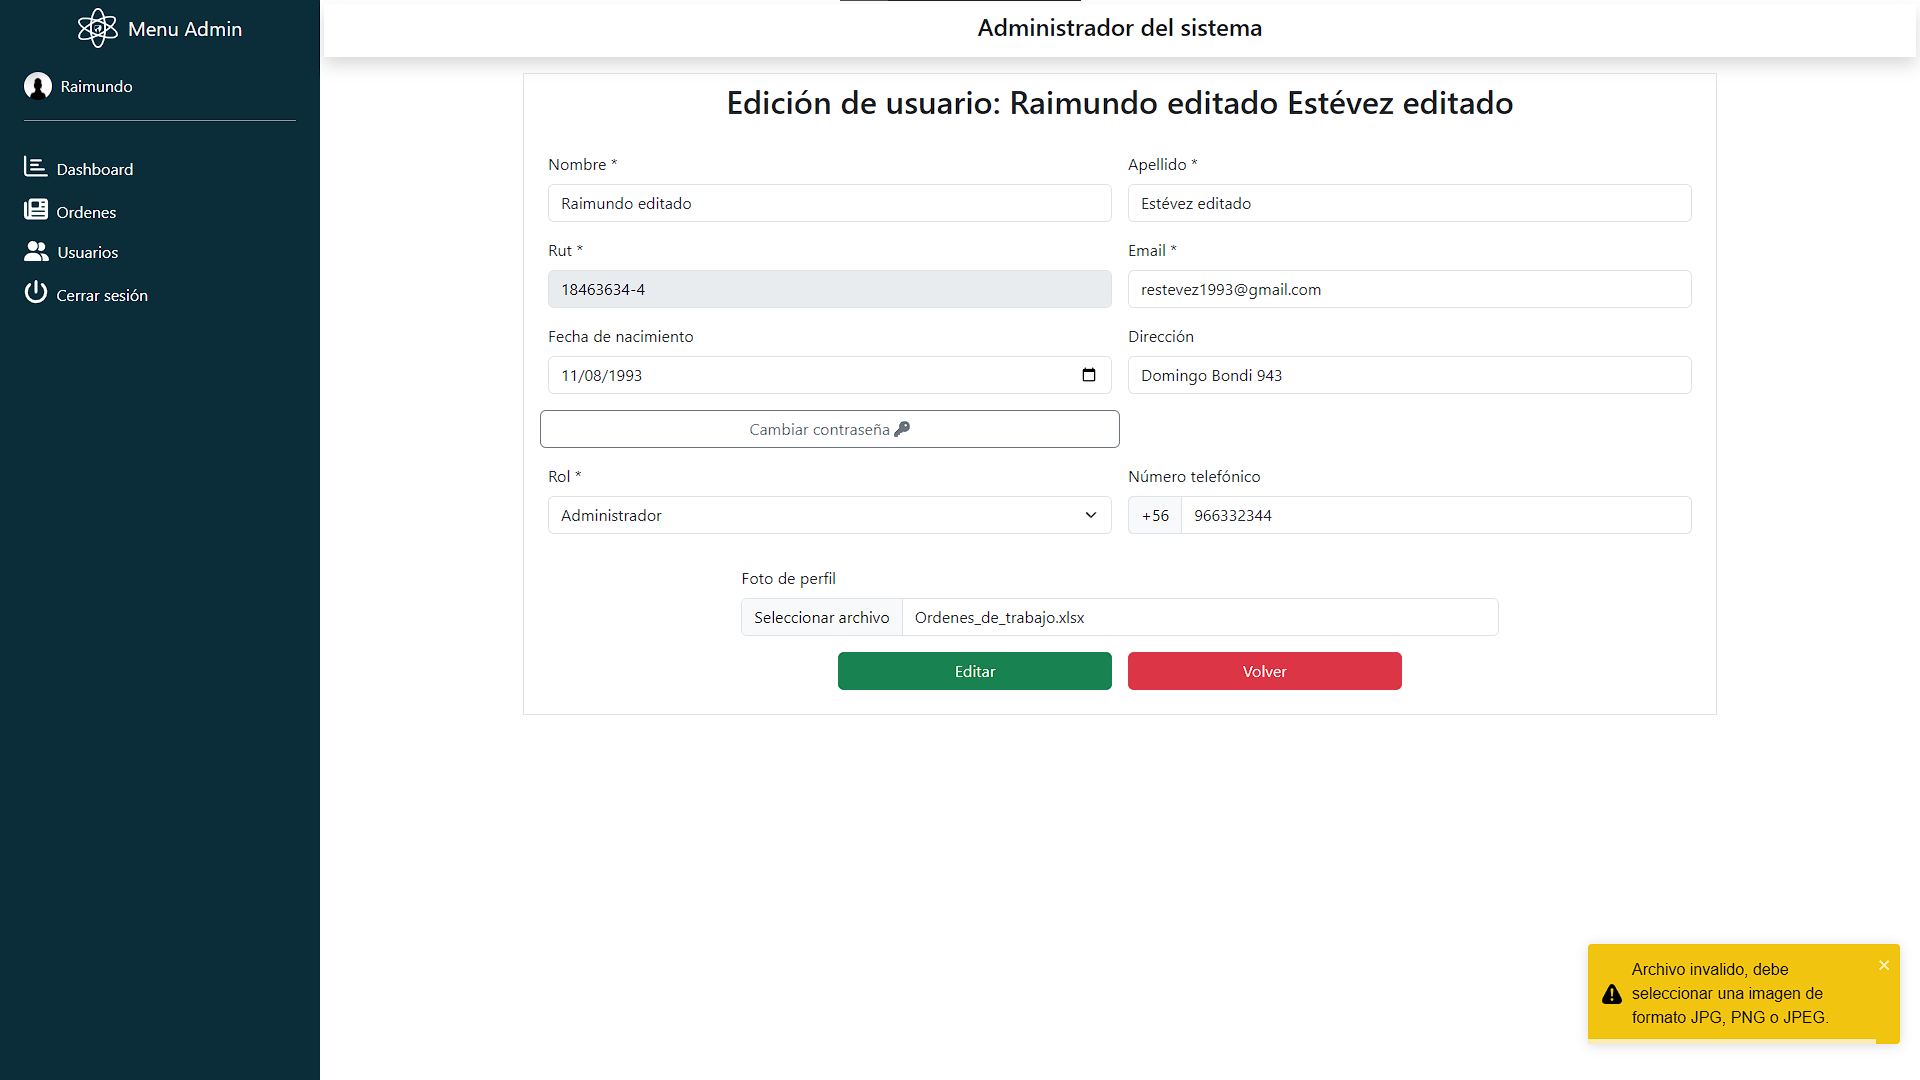 Menu Admin
Raimundo
Dashboard
Ordenes
Usuarios
Cerrar sesión
Administrador del sistema
Edición de usuario: Raimundo editado Estévez editado
Nombre *
Apellido *
Raimundo editado
Estévez editado
Rut *
Email *
18463634-4
restevez1993@gmail.com
Fecha de nacimiento
Dirección
11/08/1993
Domingo Bondi 943
Cambiar contraseña
Rol *
Número telefónico
Administrador
+56 966332344
Foto de perfil
Seleccionar archivo Ordenes_de_trabajo.xlsx
Editar
Volver
Archivo invalido, debe
seleccionar una imagen de
formato JPG, PNG o JPEG.